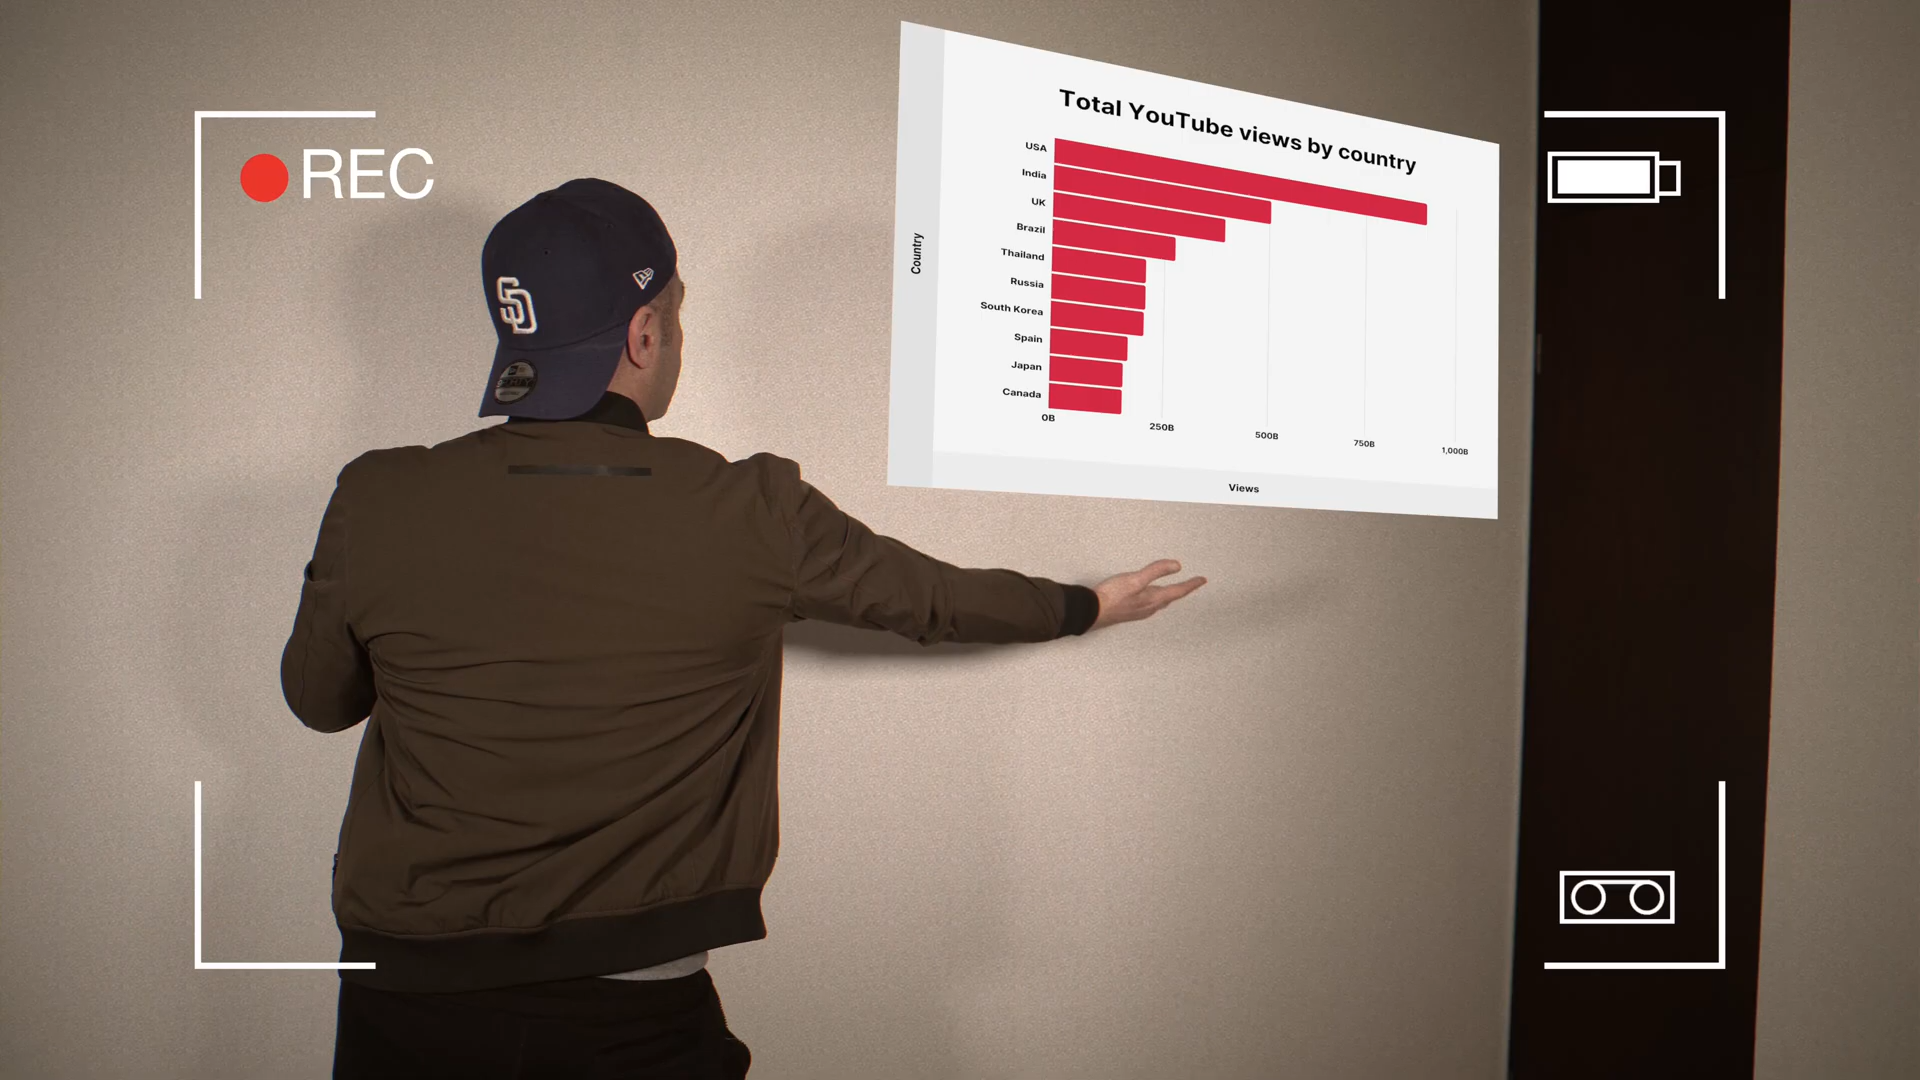 REC
Total YouTube views by country
Country
USA
India
UK
Brazil
Thailand
Russia
South Korea
Spain
Japan
Canada
0B
250B
500B
750B
1,000B
Views
SD